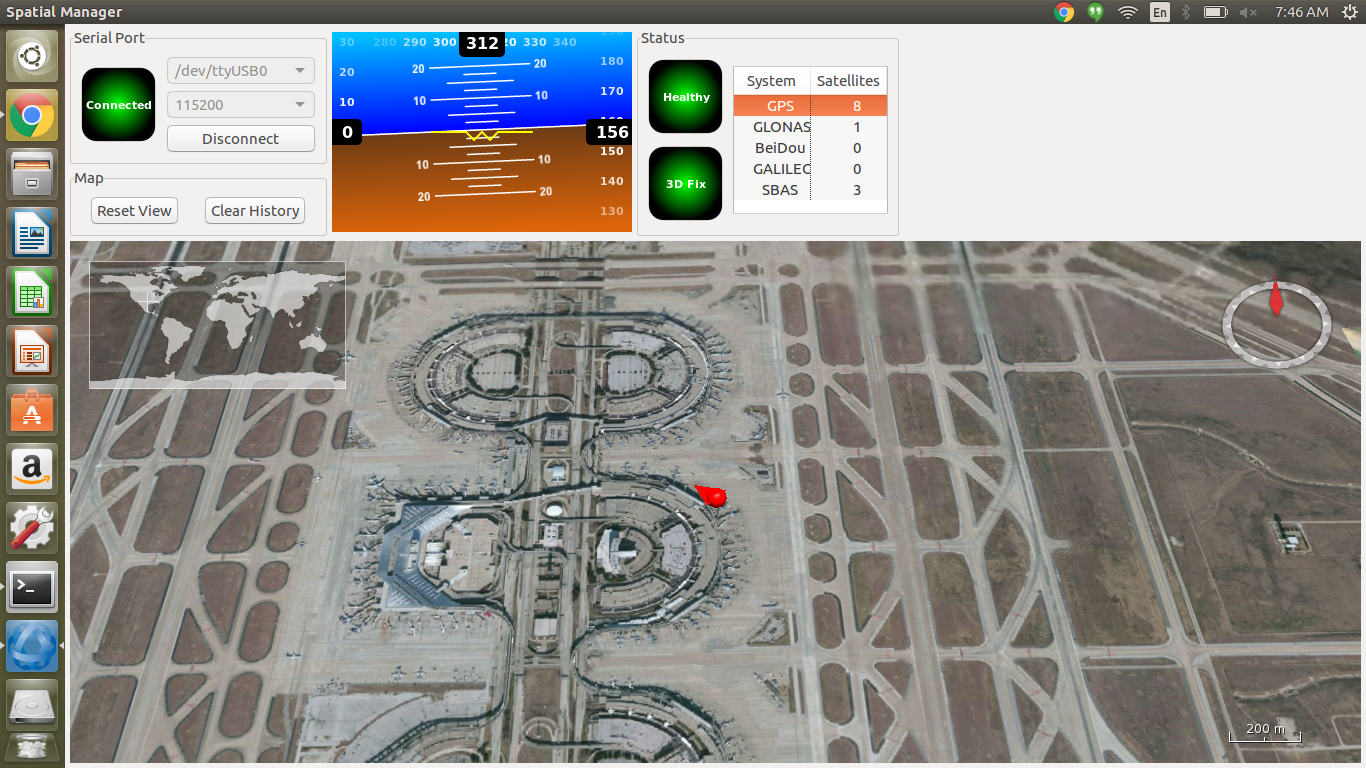 Spatial Manager
En
7:46 AM
Serial Port
Connected
/dev/ttyUSB0
115200
Disconnect
Map
Reset View
Clear History
30 280 290 300 312 20 330 340
20
10
0
20 20
10 10
10 10
20 20
180
170
156
150
140
130
Status
Healthy
3D Fix
System Satellites
GPS 8
GLONAS 1
BeiDou 0
GALILEC 0
SBAS 3
200 m